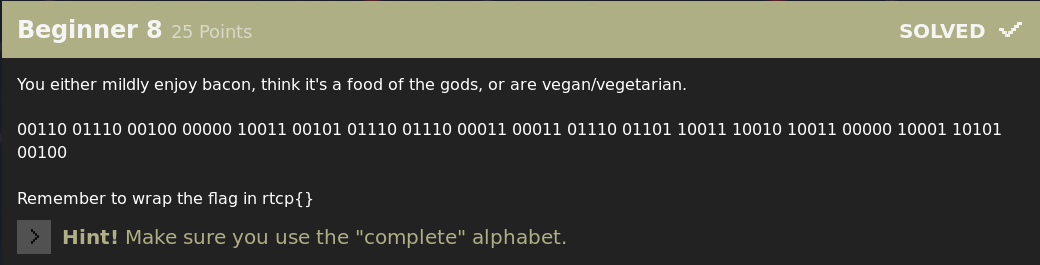 Beginner 8 25 Points SOLVED
You either mildly enjoy bacon, think it's a food of the gods, or are vegan/vegetarian.
00110 01110 00100 00000 10011 00101 01110 01110 00011 00011 01110 01101 10011 10010 10011 00000 10001 10101
00100
Remember to wrap the flag in rtcp{}
Hint! Make sure you use the "complete" alphabet.